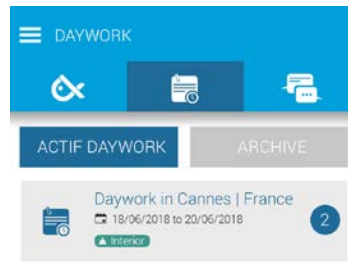 DAYWORK
ACTIF DAYWORK
ARCHIVE
Daywork in Cannes | France
18/06/2018 to 20/06/2018
2
Interior